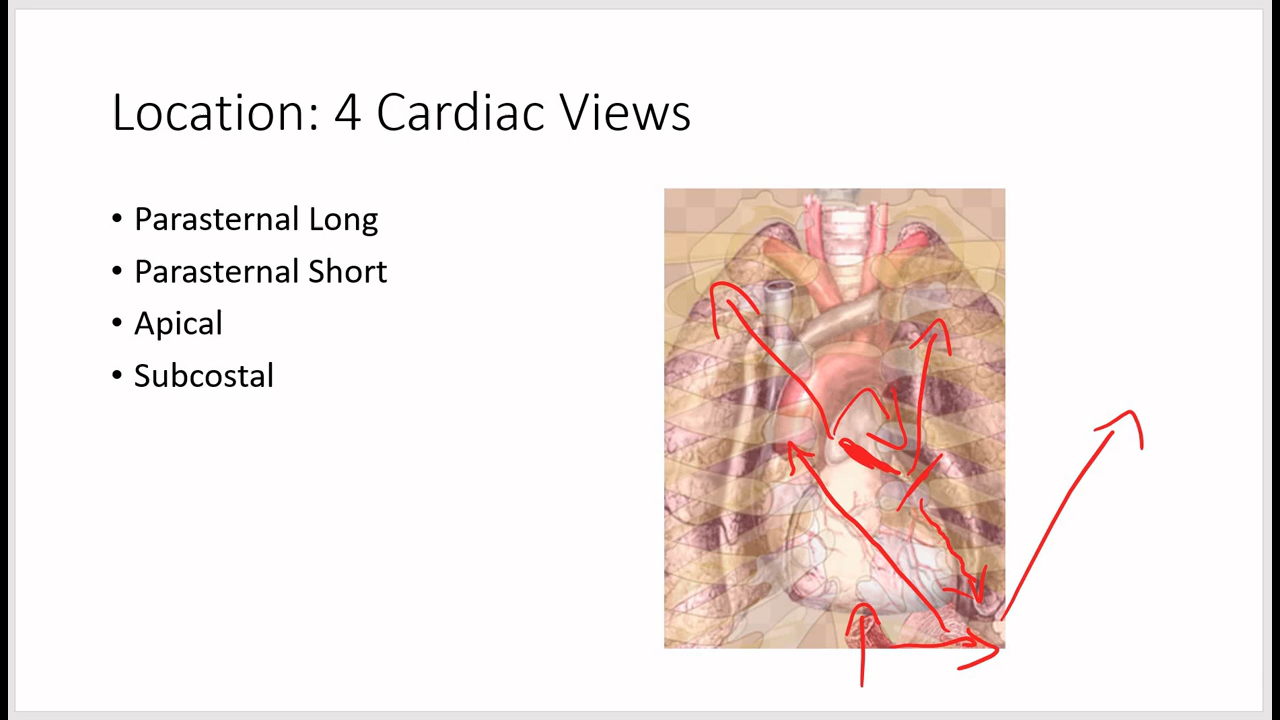 Location: 4 Cardiac Views
• Parasternal Long
• Parasternal Short
• Apical
• Subcostal